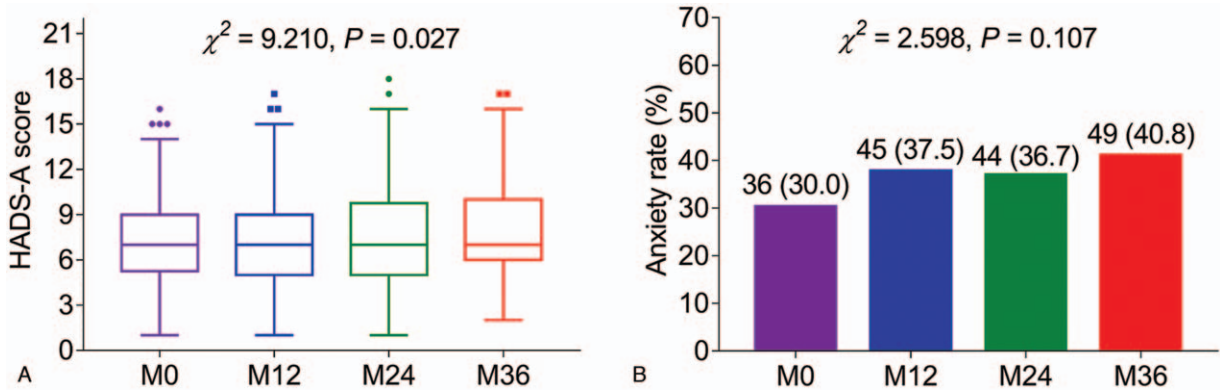 HADS-A score
21
18
15
12
9
6
3
0
χ² = 9.210, P = 0.027
M0 M12 M24 M36
A
Anxiety rate (%)
70
60
50
40
30
20
10
0
χ² = 2.598, P = 0.107
36 (30.0)
45 (37.5)
44 (36.7)
49 (40.8)
M0 M12 M24 M36
B